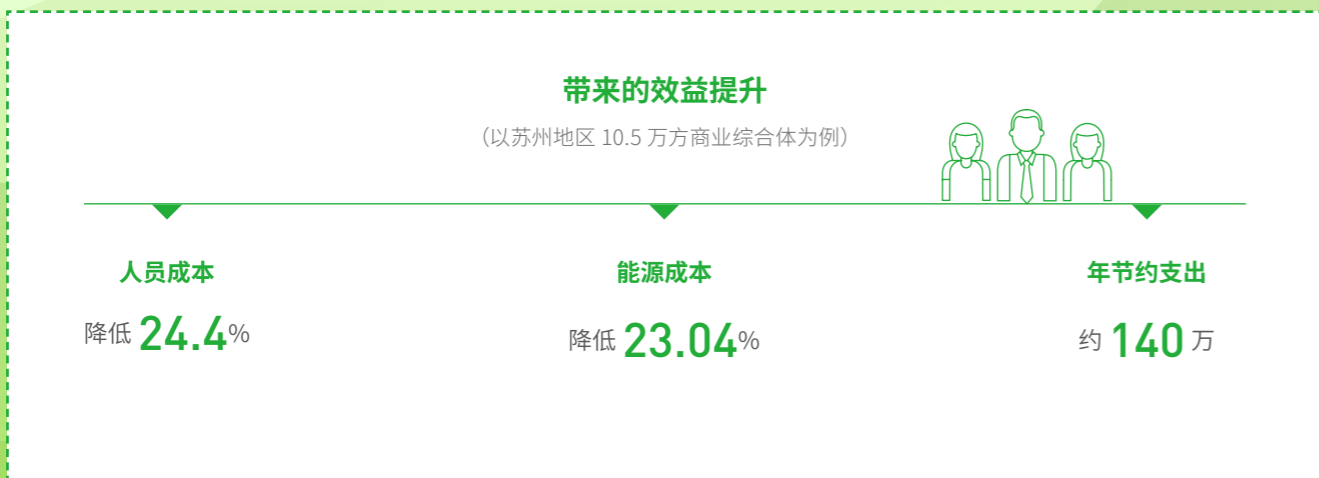 带来的效益提升
（以苏州地区 10.5 万方商业综合体为例）
人员成本
能源成本
年节约支出
降低 24.4%
降低 23.04%
约 140 万